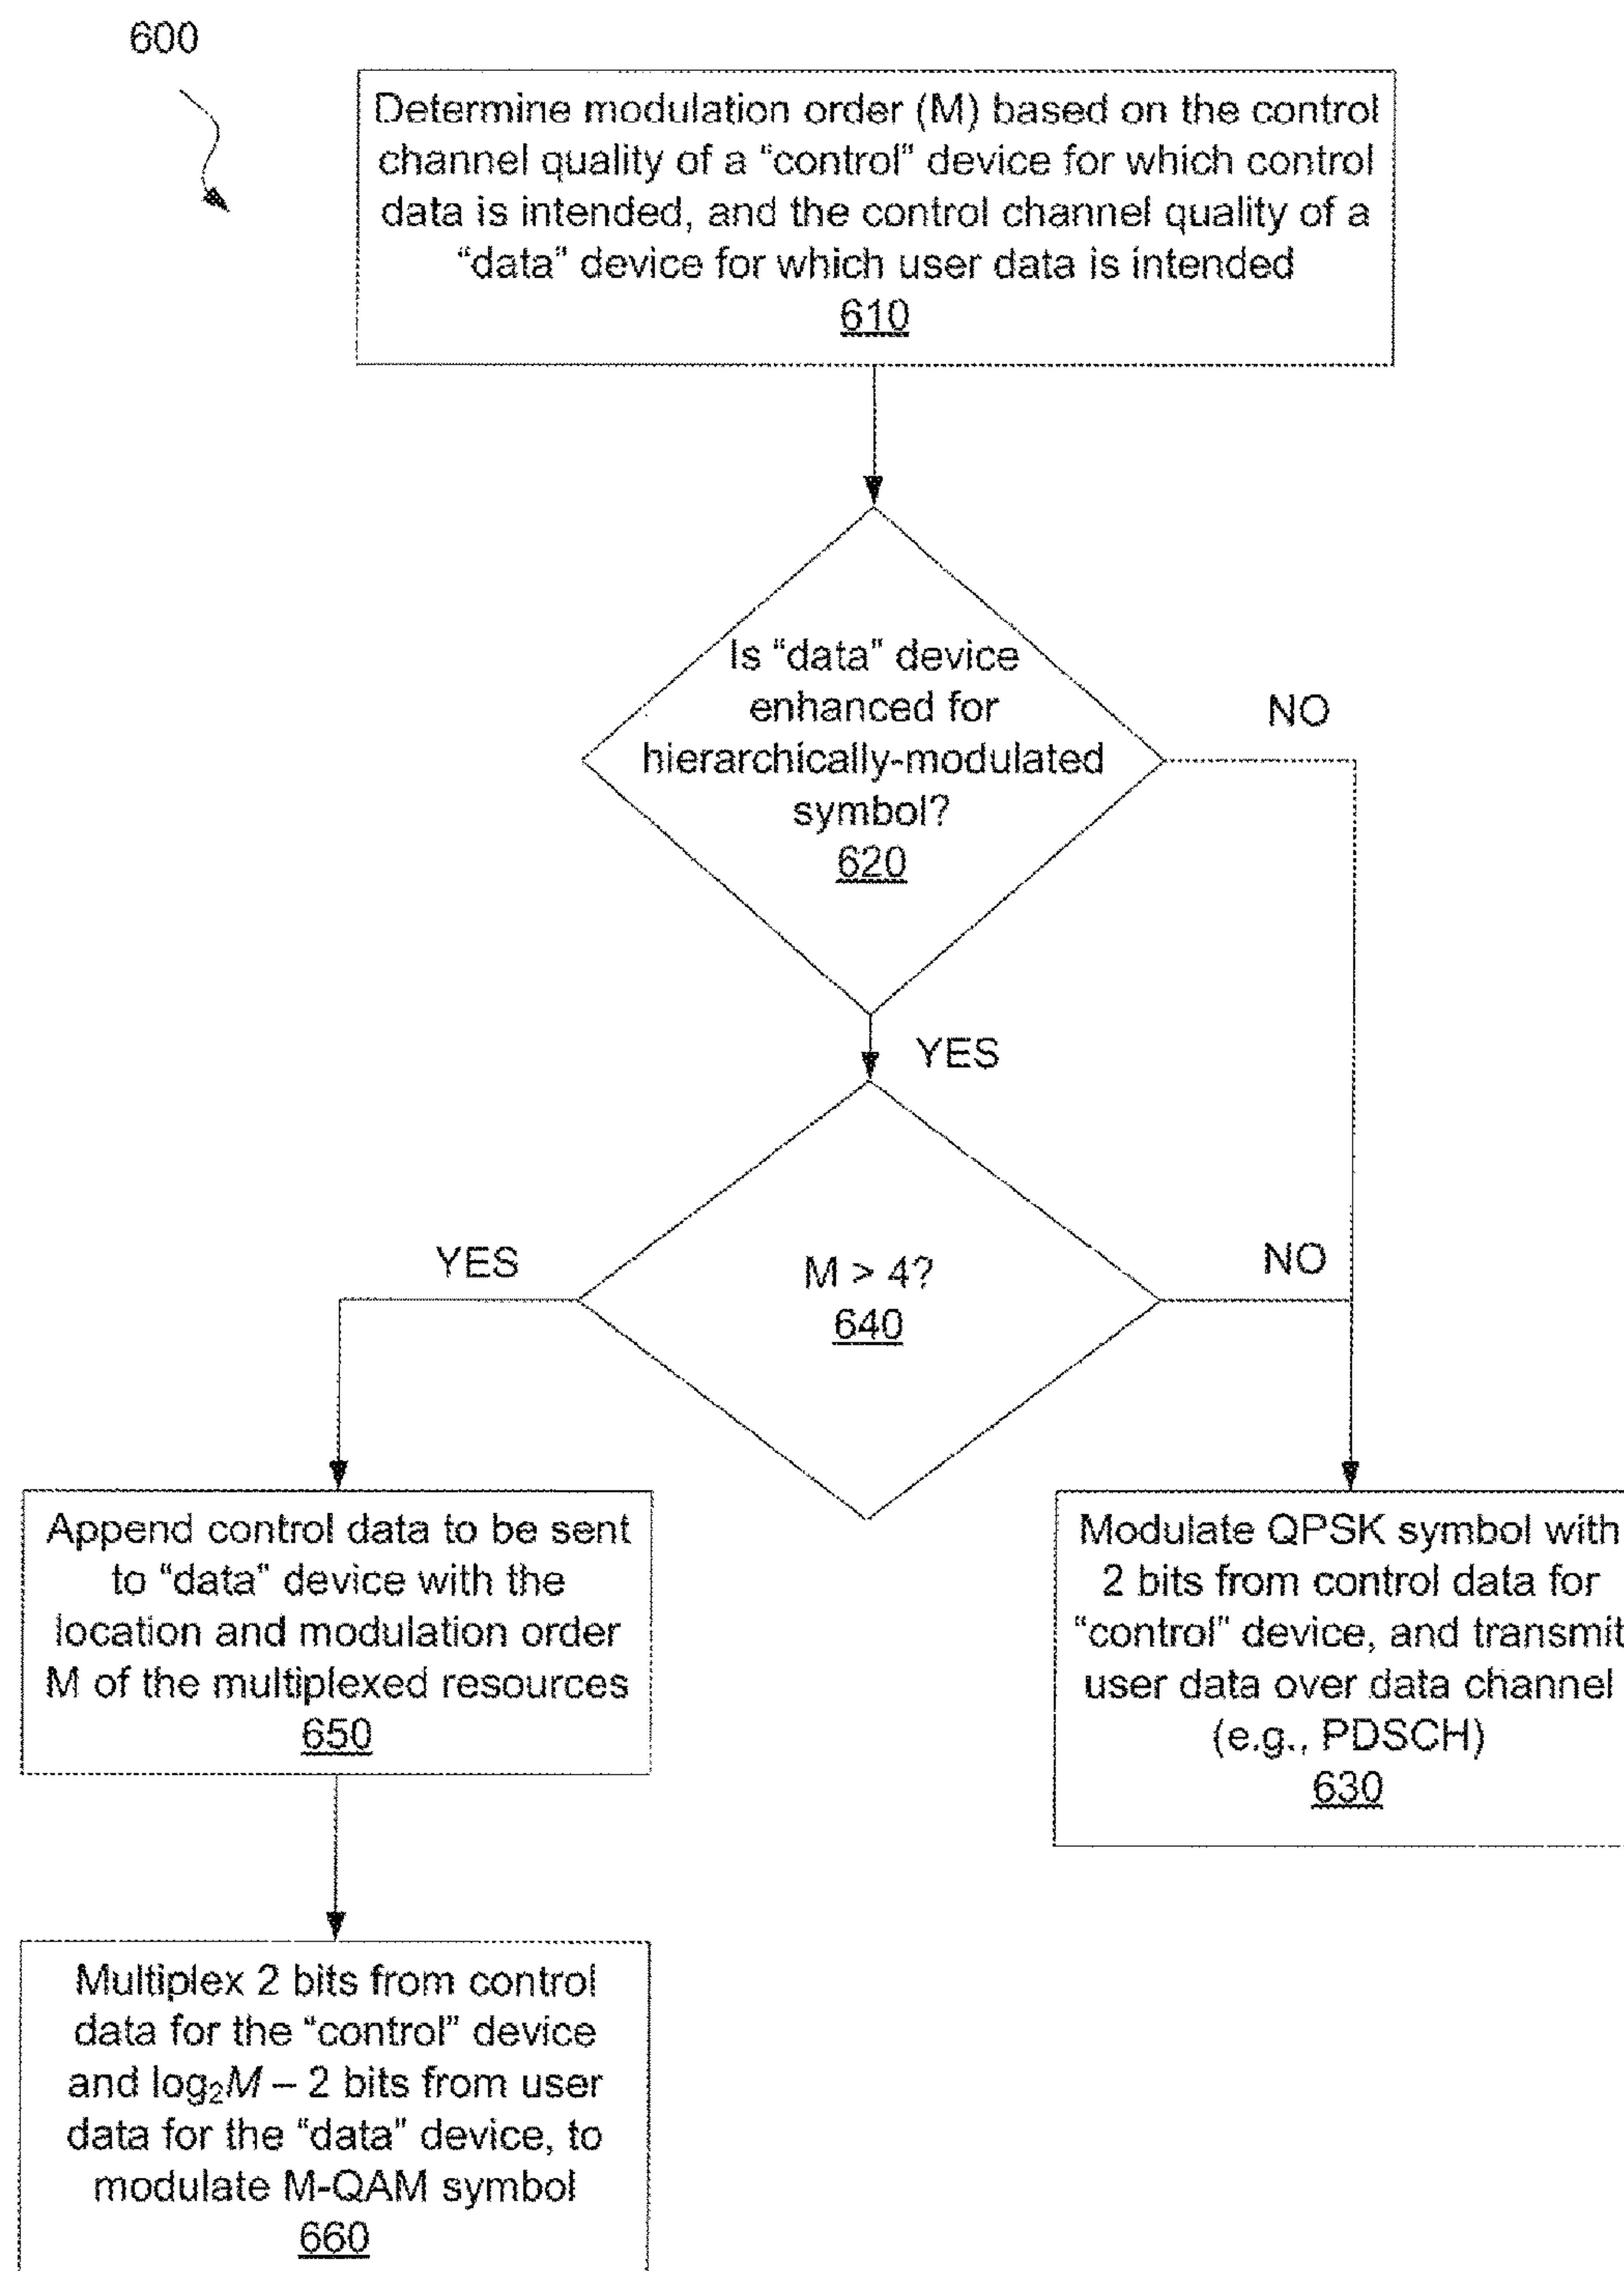 600
Determine modulation order (M) based on the control
channel quality of a “control” device for which control
data is intended, and the control channel quality of a
“data” device for which user data is intended
610
Is “data” device
enhanced for
hierarchically-modulated
symbol?
620
NO
YES
M > 4?
640
YES
NO
Append control data to be sent
to “data” device with the
location and modulation order
M of the multiplexed resources
650
Modulate QPSK symbol with
2 bits from control data for
“control” device, and transmit
user data over data channel
(e.g., PDSCH)
630
Multiplex 2 bits from control
data for the “control” device
and log₂M – 2 bits from user
data for the “data” device, to
modulate M-QAM symbol
660